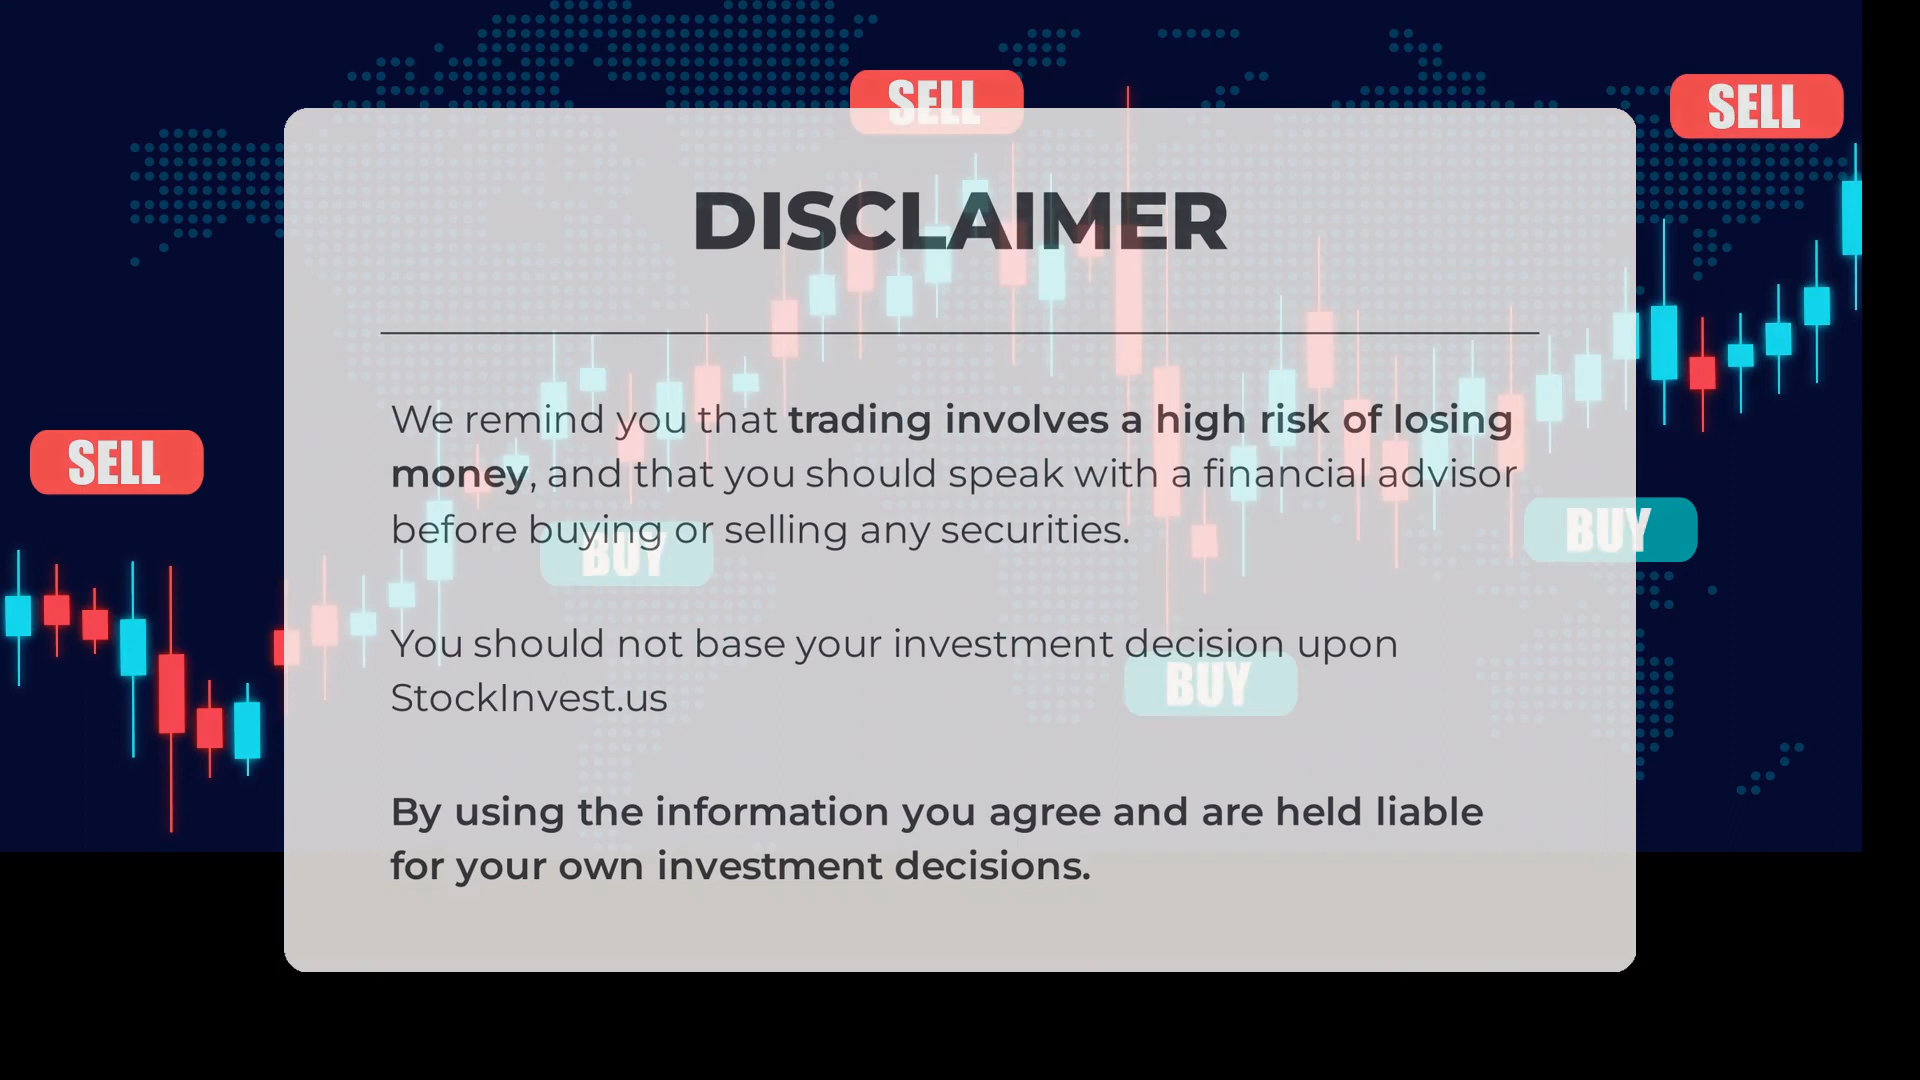 SELL
SELL
DISCLAIMER
We remind you that trading involves a high risk of losing
money, and that you should speak with a financial advisor
before buying or selling any securities.
SELL
BUY
BUY
You should not base your investment decision upon
StockInvest.us
BUY
By using the information you agree and are held liable
for your own investment decisions.